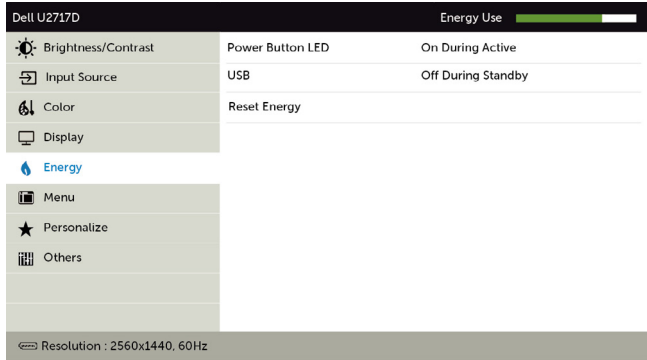 Dell U2717D Energy Use
Brightness/Contrast Power Button LED On During Active
Input Source USB Off During Standby
Color Reset Energy
Display
Energy
Menu
Personalize
Others
Resolution : 2560x1440, 60Hz